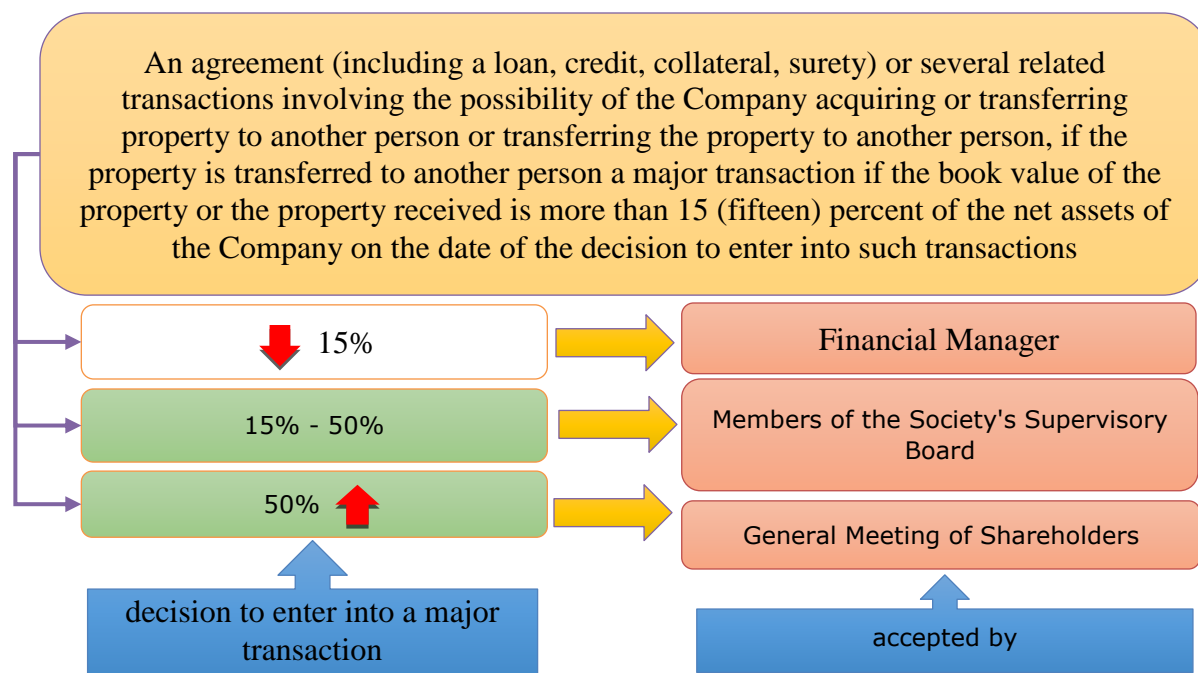 An agreement (including a loan, credit, collateral, surety) or several related
transactions involving the possibility of the Company acquiring or transferring
property to another person or transferring the property to another person, if the
property is transferred to another person a major transaction if the book value of the
property or the property received is more than 15 (fifteen) percent of the net assets of
the Company on the date of the decision to enter into such transactions
15%
Financial Manager
15% - 50%
Members of the Society's Supervisory
Board
50%
General Meeting of Shareholders
decision to enter into a major
transaction
accepted by